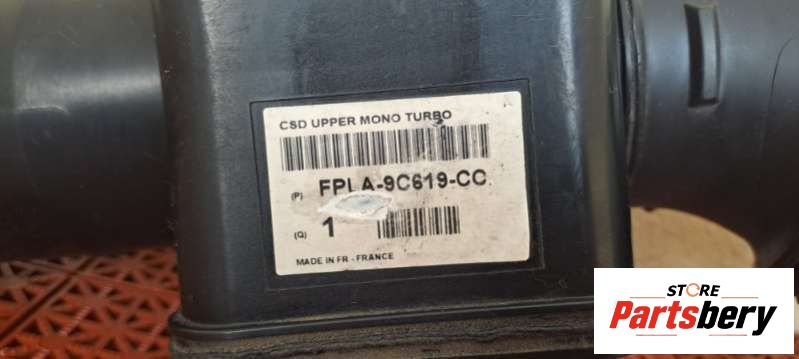 CSD UPPER MONO TURBO
(P) FPLA-9C619-CC
(Q) 1
MADE IN FR - FRANCE
STORE
Partsbery